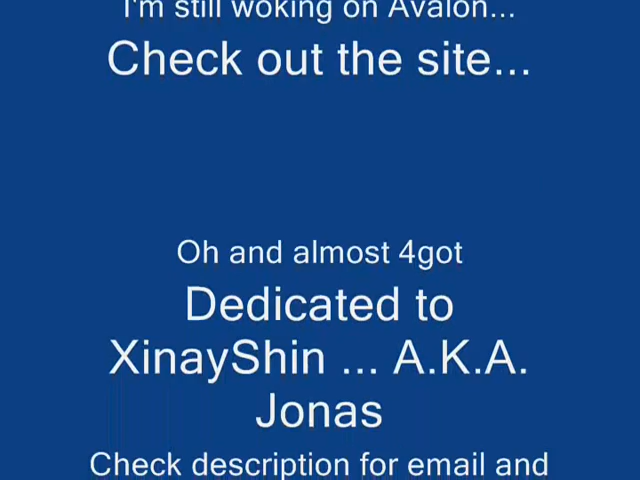 I'm still woking on Avalon...
Check out the site...
Oh and almost 4got
Dedicated to
XinayShin ... A.K.A.
Jonas
Check description for email and